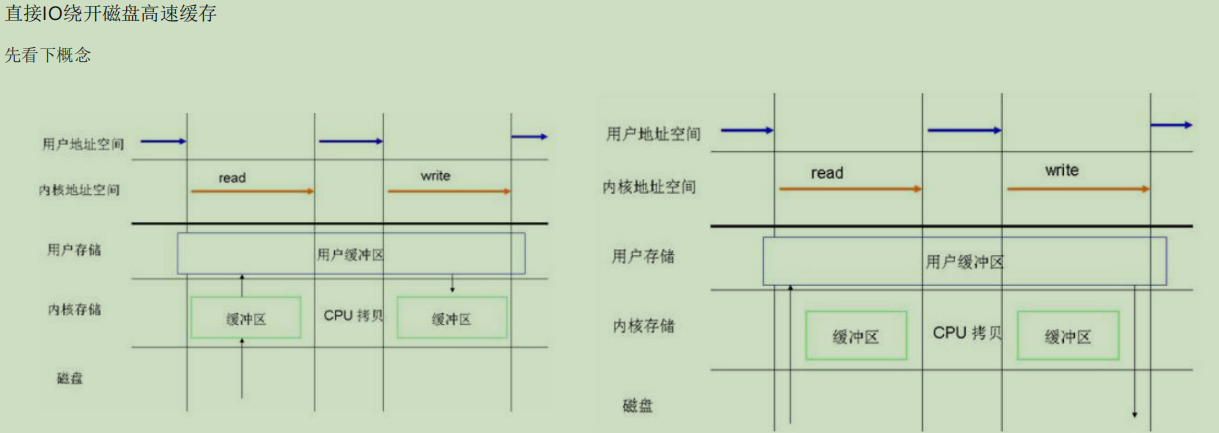 直接IO绕开磁盘高速缓存
先看下概念
用户地址空间
内核地址空间
read
write
用户存储
用户缓冲区
内核存储
缓冲区
CPU 拷贝
缓冲区
磁盘
用户地址空间
内核地址空间
read
write
用户存储
用户缓冲区
内核存储
缓冲区
CPU 拷贝
缓冲区
磁盘